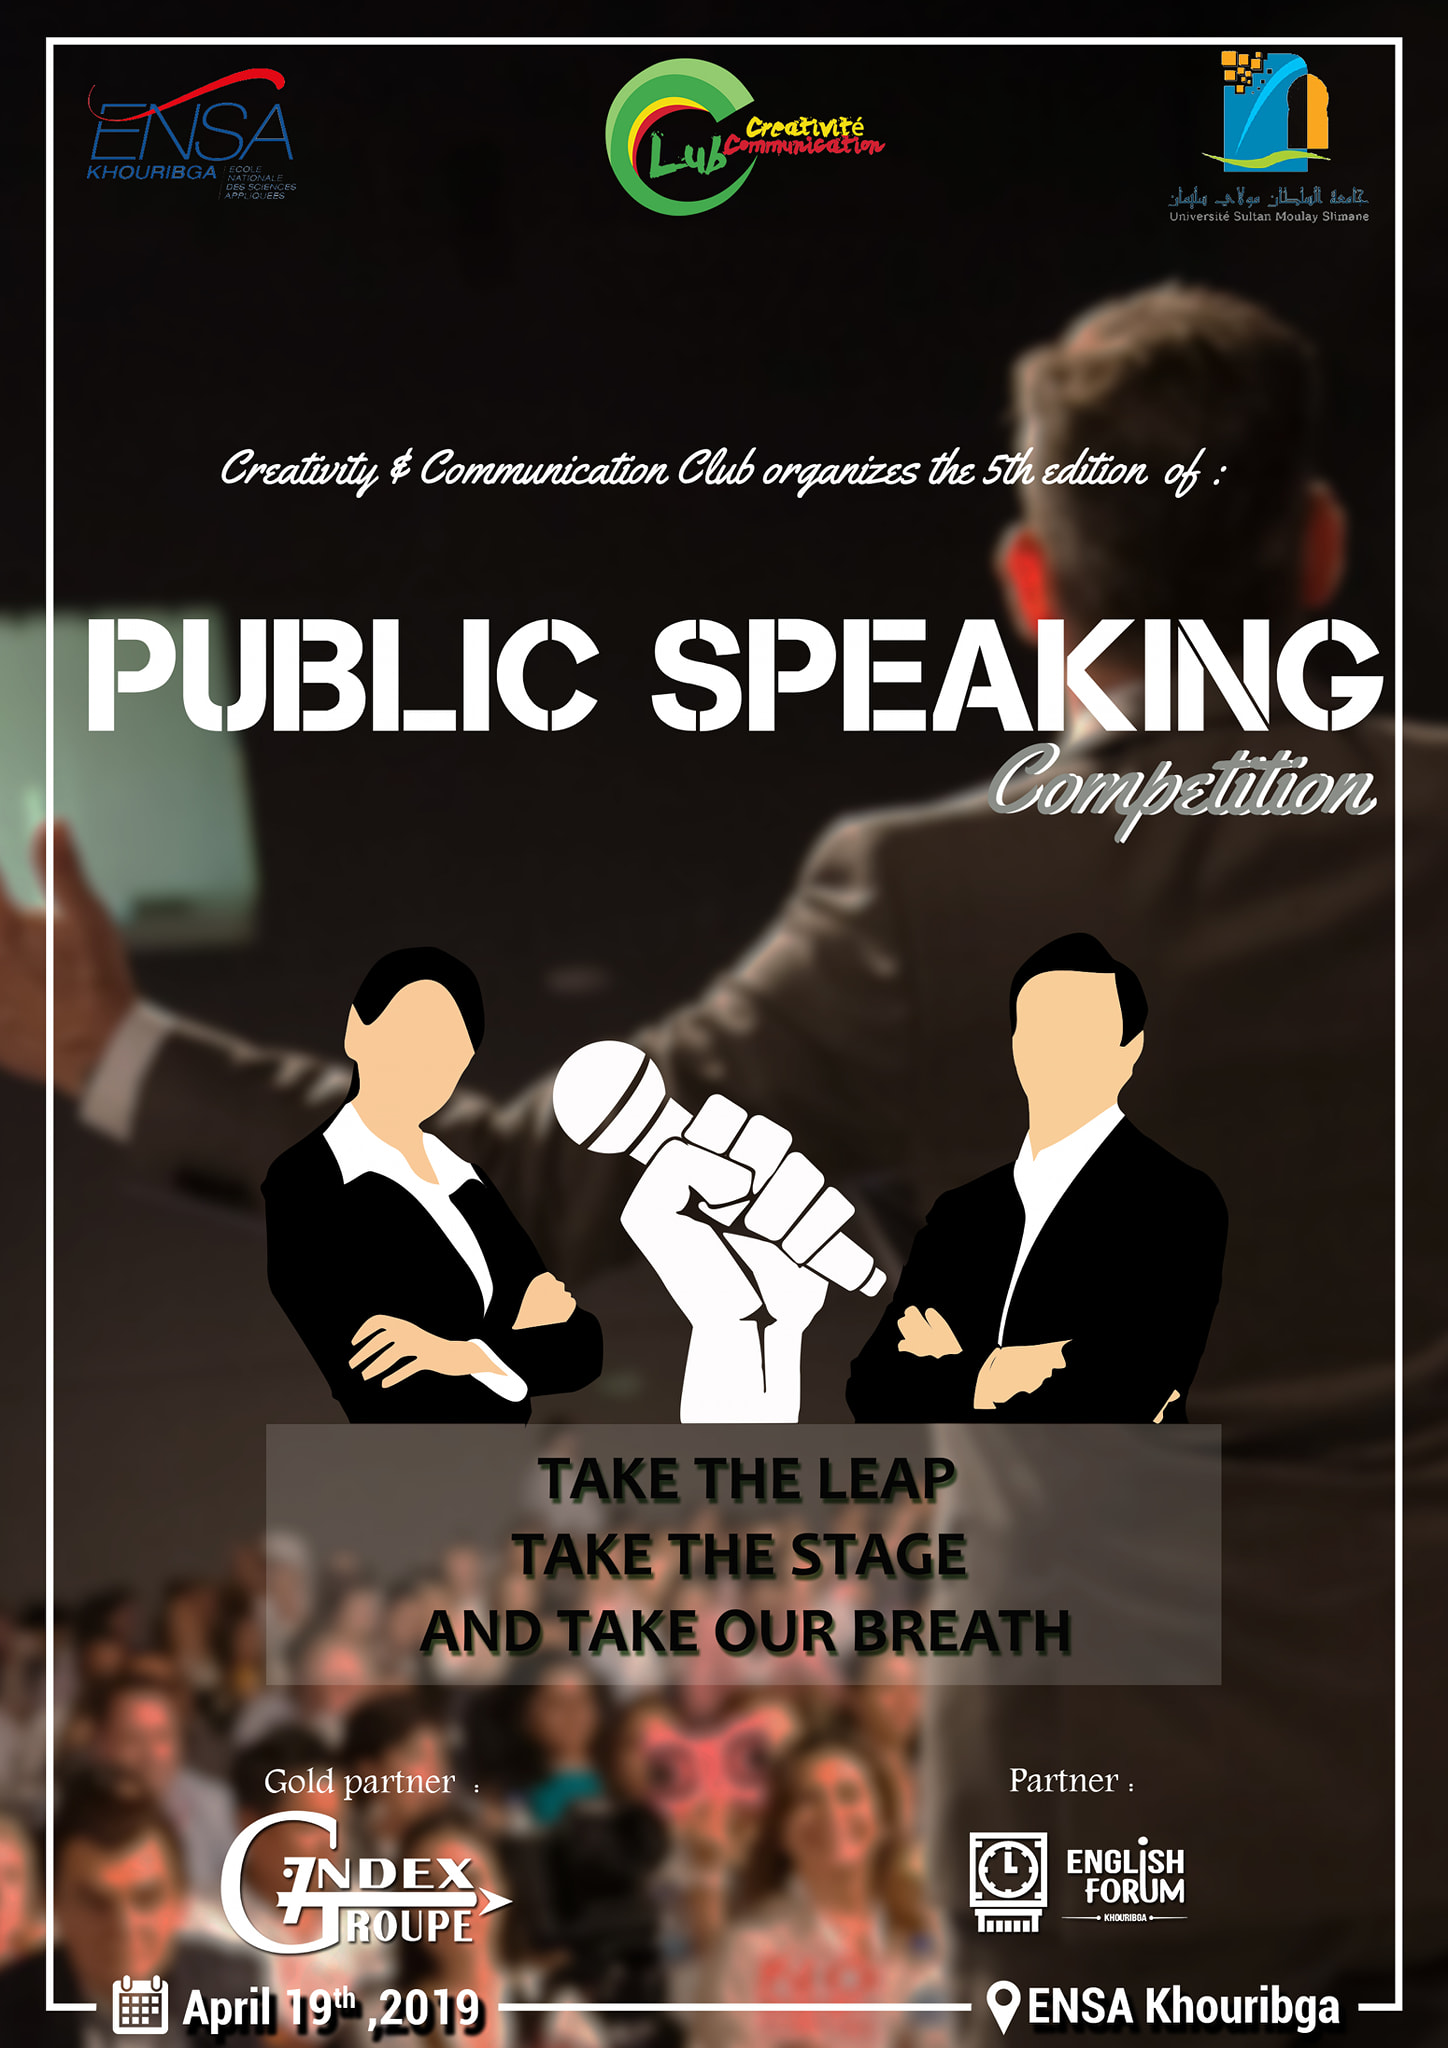 ENSA
KHOURIBGA
ECOLE
NATIONALE
DES SCIENCES
APPLIQUEES
Club Creativité
Communication
جامعة السلطان مولاي سليمان
Université Sultan Moulay Slimane
Creativity & Communication Club organizes the 5th edition of :
PUBLIC SPEAKING
Competition
TAKE THE LEAP
TAKE THE STAGE
AND TAKE OUR BREATH
Gold partner :
INDEX
GROUPE
Partner :
ENGLISH
FORUM
KHOURIBGA
April 19th ,2019
ENSA Khouribga